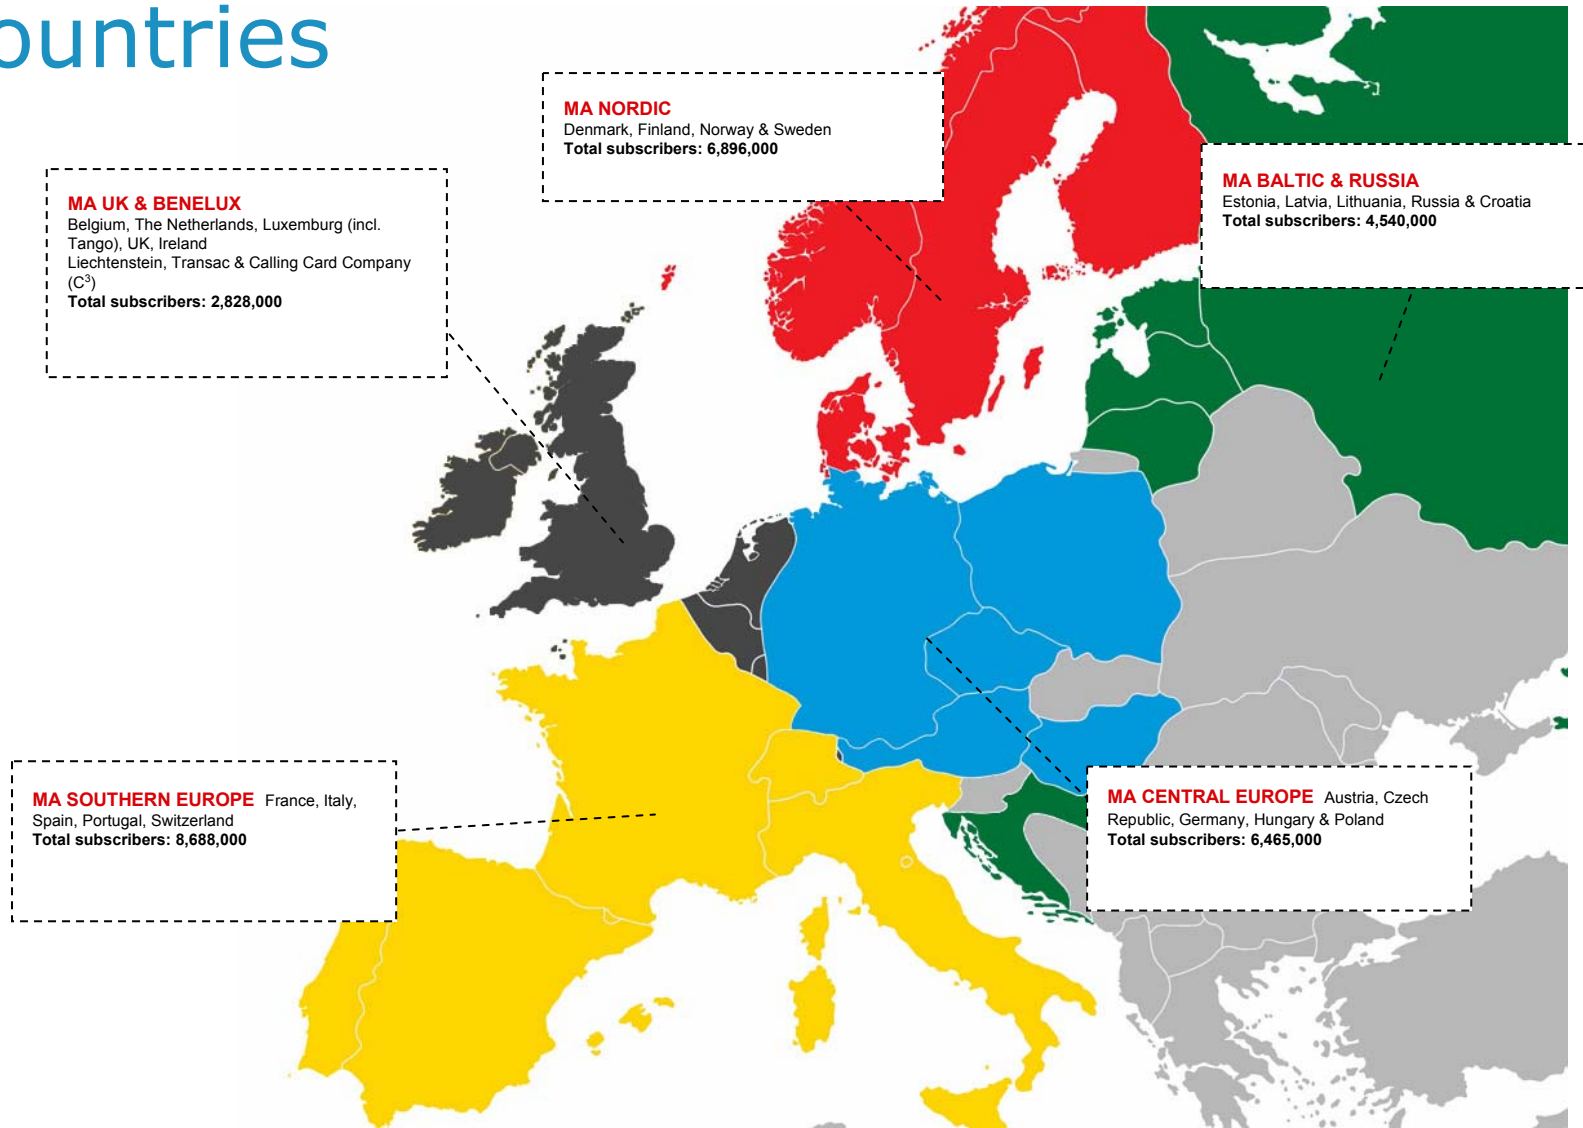 ountries
MA NORDIC
Denmark, Finland, Norway & Sweden
Total subscribers: 6,896,000
MA BALTIC & RUSSIA
Estonia, Latvia, Lithuania, Russia & Croatia
Total subscribers: 4,540,000
MA UK & BENELUX
Belgium, The Netherlands, Luxemburg (incl.
Tango), UK, Ireland
Liechtenstein, Transac & Calling Card Company
(C³)
Total subscribers: 2,828,000
MA SOUTHERN EUROPE France, Italy,
Spain, Portugal, Switzerland
Total subscribers: 8,688,000
MA CENTRAL EUROPE Austria, Czech
Republic, Germany, Hungary & Poland
Total subscribers: 6,465,000